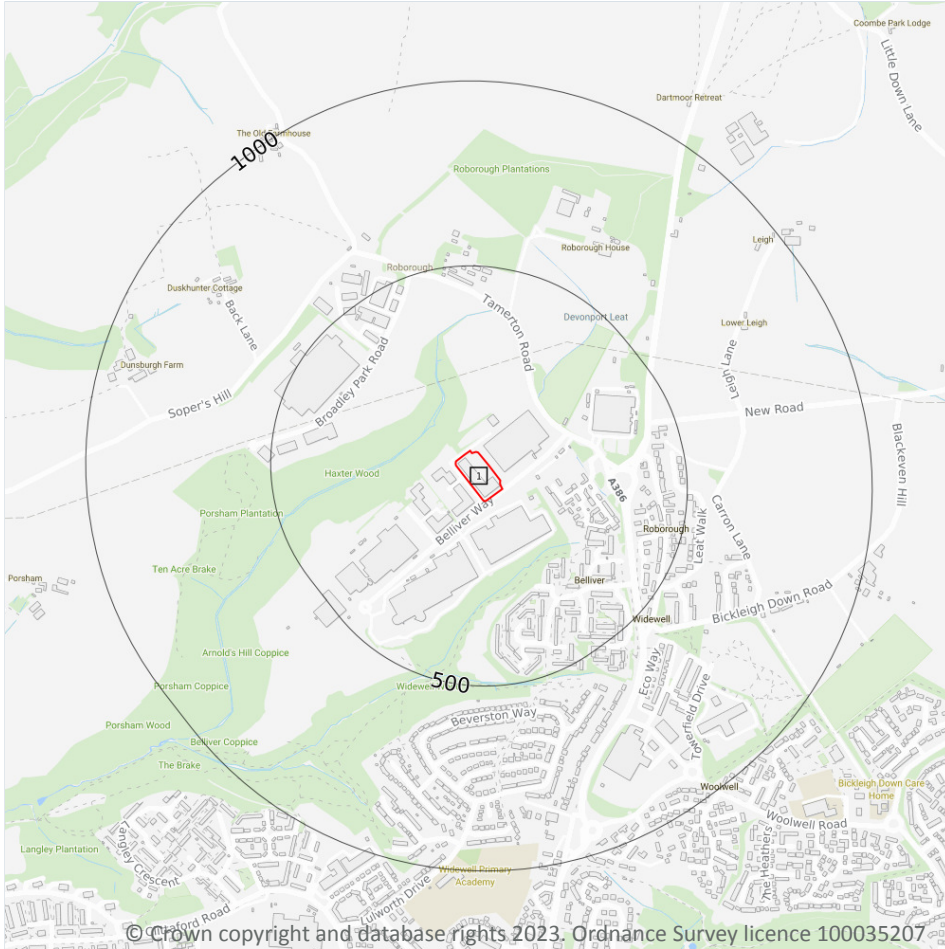 Coombe Park Lodge
Little Down Lane
Dartmoor Retreat
The Old Farmhouse
1000
Roborough Plantations
Leigh
Roborough House
Roborough
Duskhunter Cottage
Back Lane
Tamerton Road
Devonport Leat
Lower Leigh
Dunsburgh Farm
Broadley Park Road
Leigh Lane
Soper's Hill
New Road
Blackeven Hill
Haxter Wood
1
A386
Porsham Plantation
Belliver Way
Roborough
Leat Walk
Carron Lane
Ten Acre Brake
Porsham
Belliver
Bickleigh Down Road
Widewell
Arnold's Hill Coppice
Eco Way
500
Porsham Coppice
Towerfield Drive
Beverston Way
Porsham Wood
Belliver Coppice
The Brake
Woolwell
Bickleigh Down Care
Home
Woolwell Road
The Heathers
Langley Plantation
Langley Crescent
Widewell Primary
Academy
Lulworth Drive
© Crown copyright and database rights 2023. Ordnance Survey licence 100035207